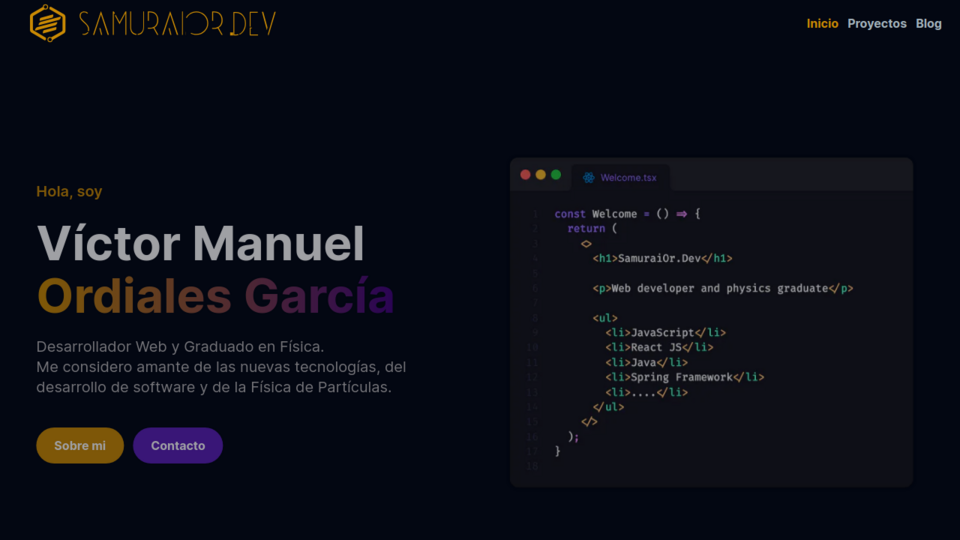 SAMURAIOR.DEV
Inicio Proyectos Blog
Hola, soy
Víctor Manuel
Ordiales García
Desarrollador Web y Graduado en Física.
Me considero amante de las nuevas tecnologías, del
desarrollo de software y de la Física de Partículas.
Sobre mi Contacto
Welcome.tsx
1 const Welcome = () => {
2 return (
3 <>
4 <h1>SamuraiOr.Dev</h1>
5
6 <p>Web developer and physics graduate</p>
7
8 <ul>
9 <li>JavaScript</li>
10 <li>React JS</li>
11 <li>Java</li>
12 <li>Spring Framework</li>
13 <li>....</li>
14 </ul>
15 </>
16 );
17 }
18